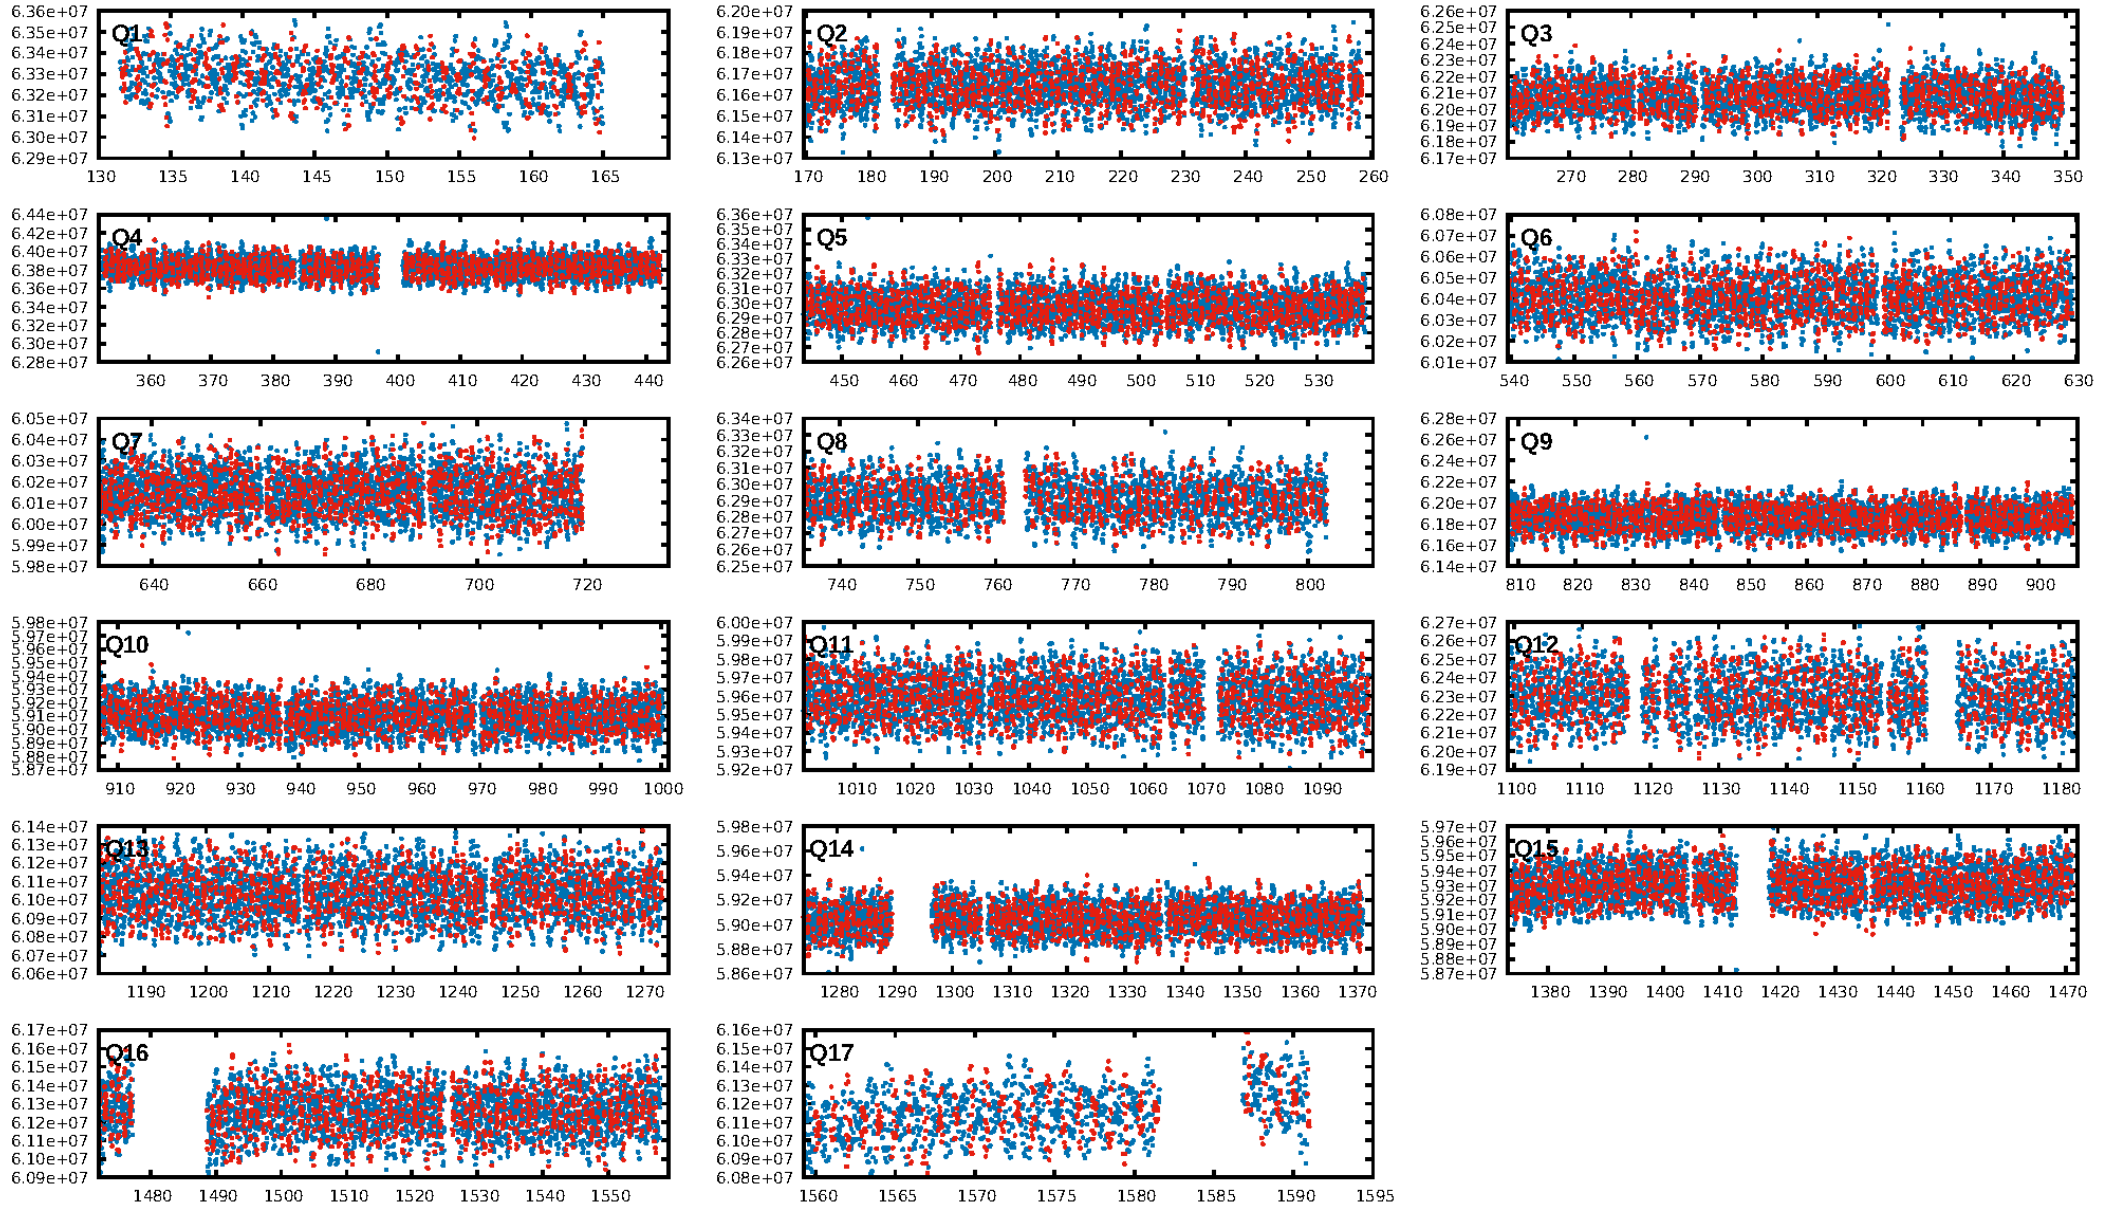 Q1
6.36e+07
6.35e+07
6.34e+07
6.33e+07
6.32e+07
6.31e+07
6.30e+07
6.29e+07
130 135 140 145 150 155 160 165
Q2
6.20e+07
6.19e+07
6.18e+07
6.17e+07
6.16e+07
6.15e+07
6.14e+07
6.13e+07
170 180 190 200 210 220 230 240 250 260
Q3
6.26e+07
6.25e+07
6.24e+07
6.23e+07
6.22e+07
6.21e+07
6.20e+07
6.19e+07
6.18e+07
6.17e+07
270 280 290 300 310 320 330 340 350
Q4
6.44e+07
6.42e+07
6.40e+07
6.38e+07
6.36e+07
6.34e+07
6.32e+07
6.30e+07
6.28e+07
360 370 380 390 400 410 420 430 440
Q5
6.36e+07
6.35e+07
6.34e+07
6.33e+07
6.32e+07
6.31e+07
6.30e+07
6.29e+07
6.28e+07
6.27e+07
6.26e+07
450 460 470 480 490 500 510 520 530
Q6
6.08e+07
6.07e+07
6.06e+07
6.05e+07
6.04e+07
6.03e+07
6.02e+07
6.01e+07
540 550 560 570 580 590 600 610 620 630
Q7
6.05e+07
6.04e+07
6.03e+07
6.02e+07
6.01e+07
6.00e+07
5.99e+07
5.98e+07
640 660 680 700 720
Q8
6.34e+07
6.33e+07
6.32e+07
6.31e+07
6.30e+07
6.29e+07
6.28e+07
6.27e+07
6.26e+07
6.25e+07
740 750 760 770 780 790 800
Q9
6.28e+07
6.26e+07
6.24e+07
6.22e+07
6.20e+07
6.18e+07
6.16e+07
6.14e+07
810 820 830 840 850 860 870 880 890 900
Q10
5.98e+07
5.97e+07
5.96e+07
5.95e+07
5.94e+07
5.93e+07
5.92e+07
5.91e+07
5.90e+07
5.89e+07
5.88e+07
5.87e+07
910 920 930 940 950 960 970 980 990 1000
Q11
6.00e+07
5.99e+07
5.98e+07
5.97e+07
5.96e+07
5.95e+07
5.94e+07
5.93e+07
5.92e+07
1010 1020 1030 1040 1050 1060 1070 1080 1090
Q12
6.27e+07
6.26e+07
6.25e+07
6.24e+07
6.23e+07
6.22e+07
6.21e+07
6.20e+07
6.19e+07
1100 1110 1120 1130 1140 1150 1160 1170 1180
Q13
6.14e+07
6.13e+07
6.12e+07
6.11e+07
6.10e+07
6.09e+07
6.08e+07
6.07e+07
6.06e+07
1190 1200 1210 1220 1230 1240 1250 1260 1270
Q14
5.98e+07
5.96e+07
5.94e+07
5.92e+07
5.90e+07
5.88e+07
5.86e+07
1280 1290 1300 1310 1320 1330 1340 1350 1360 1370
Q15
5.97e+07
5.96e+07
5.95e+07
5.94e+07
5.93e+07
5.92e+07
5.91e+07
5.90e+07
5.89e+07
5.88e+07
5.87e+07
1380 1390 1400 1410 1420 1430 1440 1450 1460 1470
Q16
6.17e+07
6.16e+07
6.15e+07
6.14e+07
6.13e+07
6.12e+07
6.11e+07
6.10e+07
6.09e+07
1480 1490 1500 1510 1520 1530 1540 1550
Q17
6.16e+07
6.15e+07
6.14e+07
6.13e+07
6.12e+07
6.11e+07
6.10e+07
6.09e+07
6.08e+07
1560 1565 1570 1575 1580 1585 1590 1595